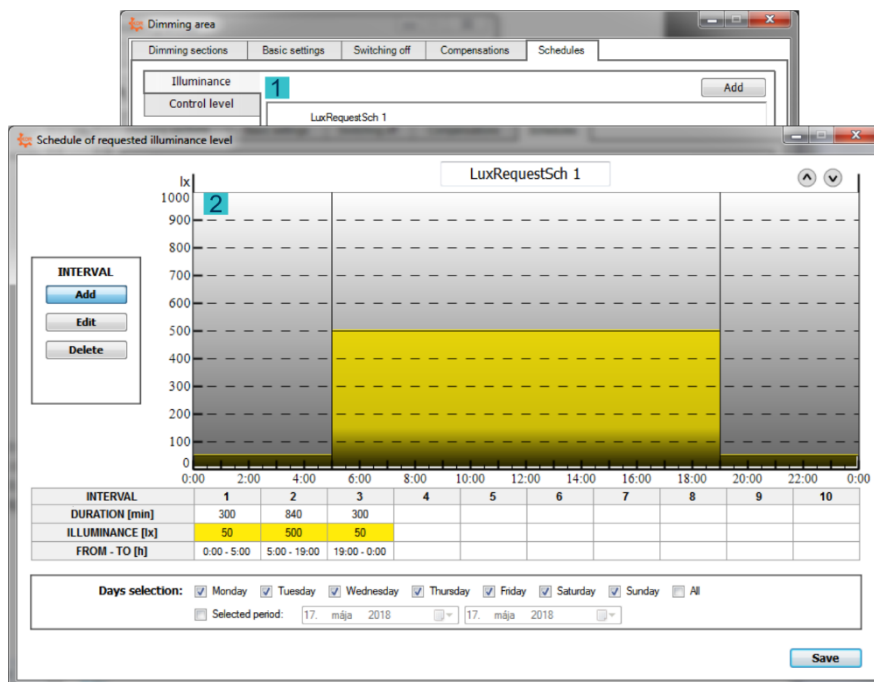 Dimming area
Dimming sections Basic settings Switching off Compensations Schedules
Illuminance
Control level
1
Add
LuxRequestSch 1
Schedule of requested illuminance level
LuxRequestSch 1
lx
2
1000
900
800
700
600
500
400
300
200
100
0
INTERVAL
Add
Edit
Delete
0:00 2:00 4:00 6:00 8:00 10:00 12:00 14:00 16:00 18:00 20:00 22:00 0:00
INTERVAL 1 2 3 4 5 6 7 8 9 10
DURATION [min] 300 840 300
ILLUMINANCE [lx] 50 500 50
FROM - TO [h] 0:00 - 5:00 5:00 - 19:00 19:00 - 0:00
Days selection: Monday Tuesday Wednesday Thursday Friday Saturday Sunday All
Selected period: 17. mája 2018 17. mája 2018
Save